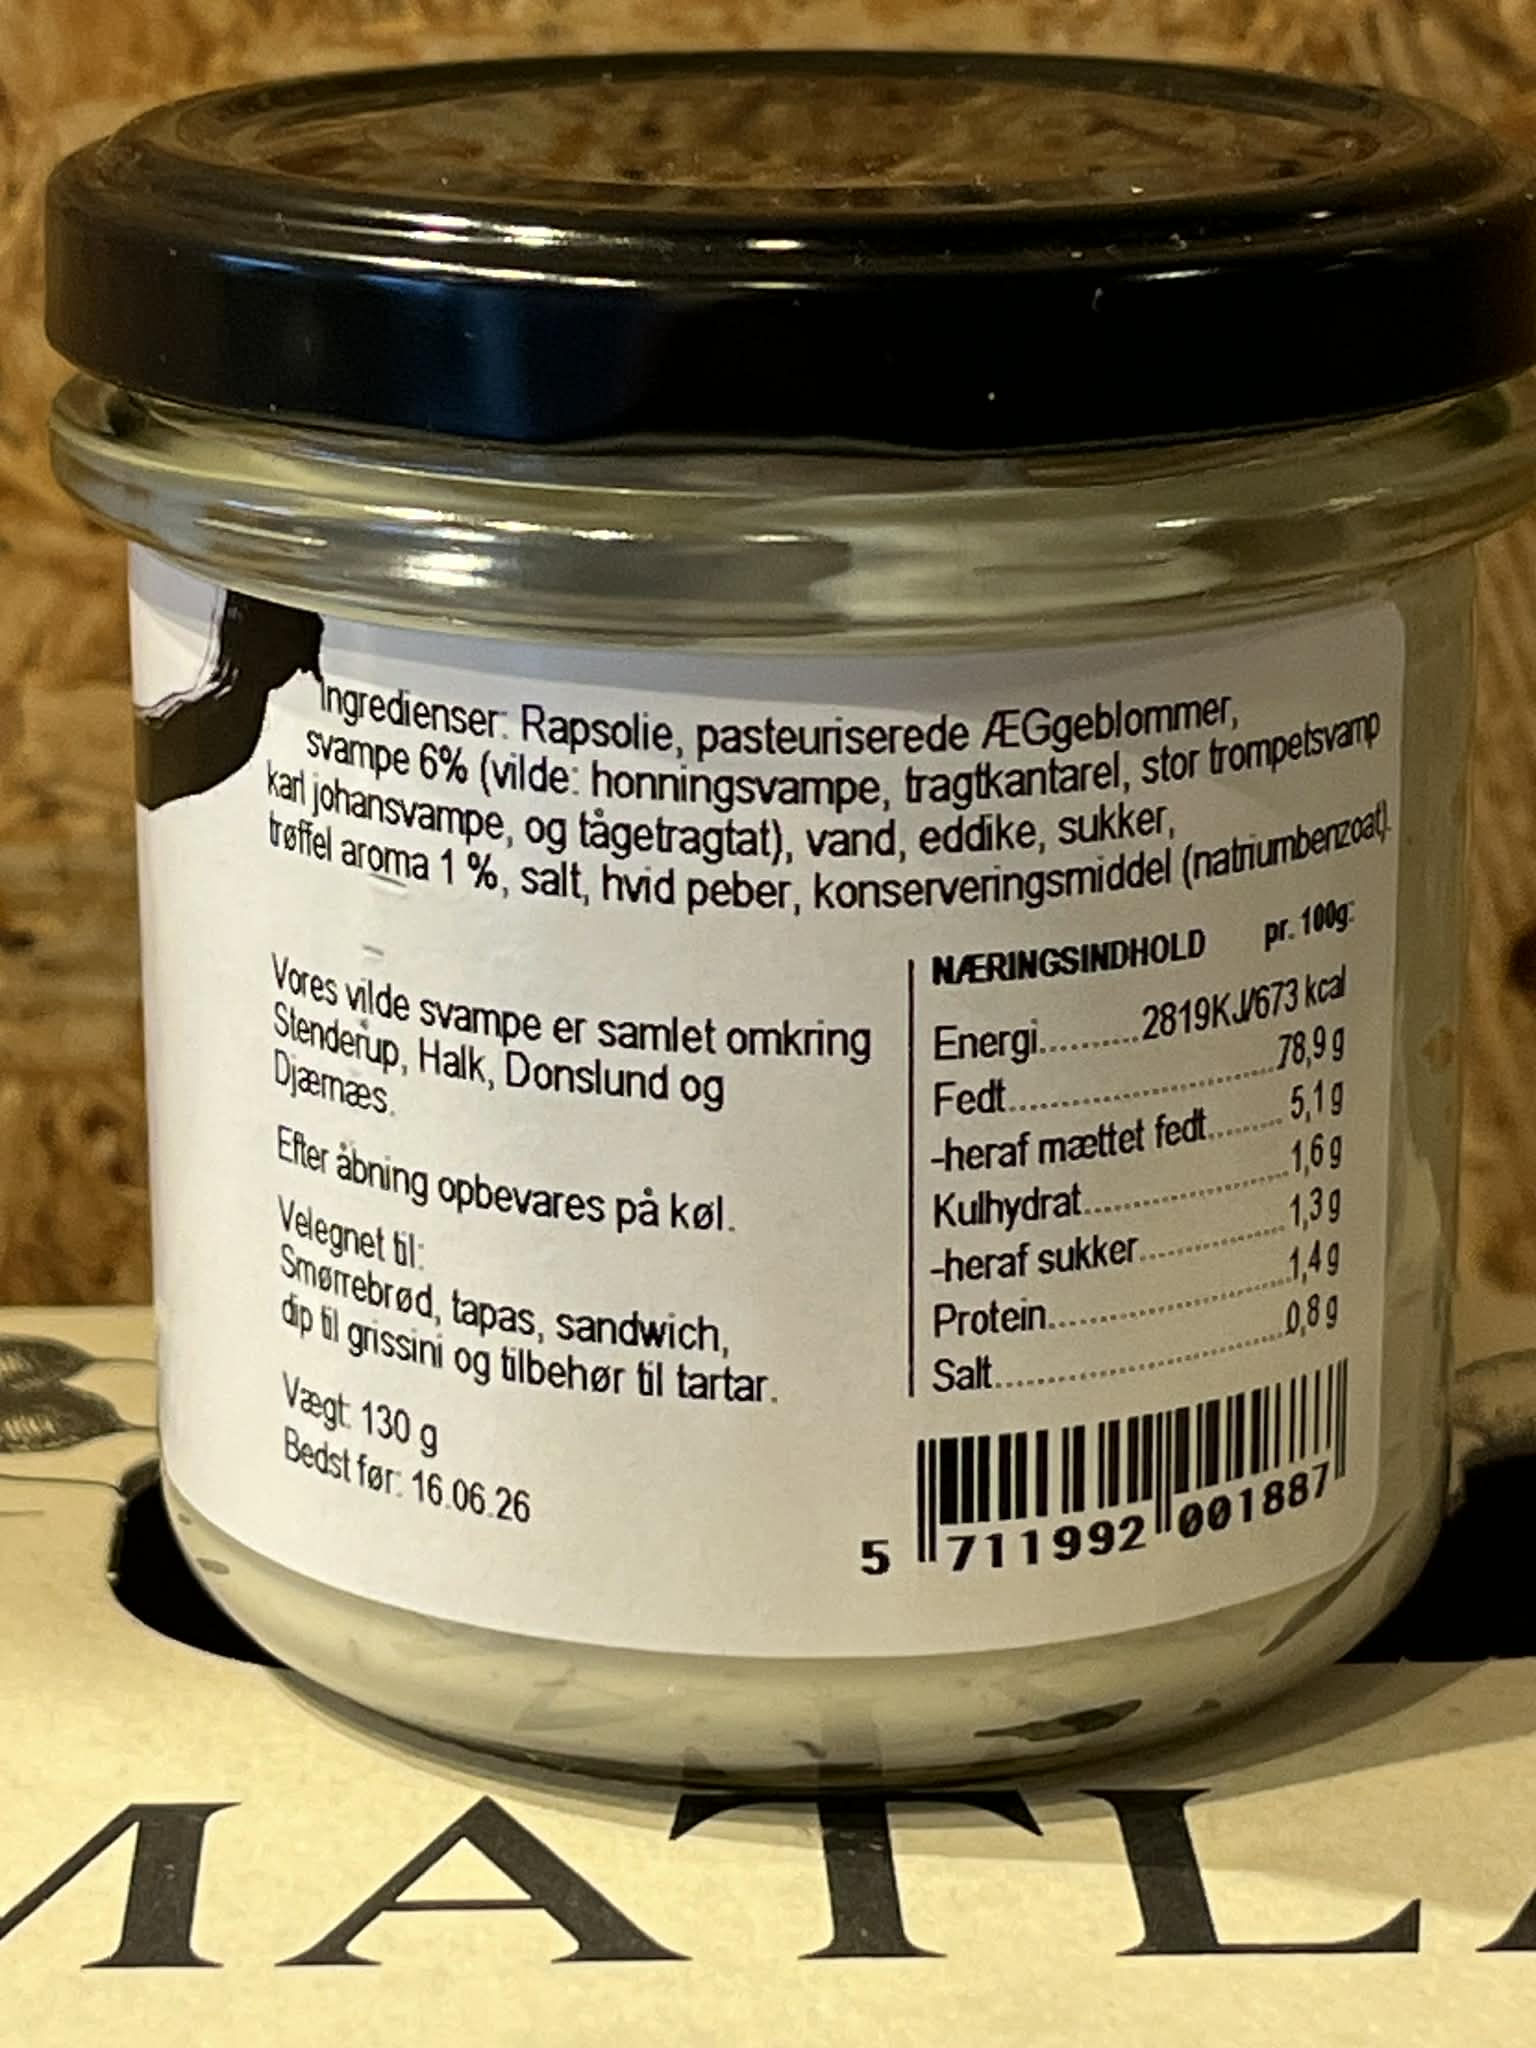 Ingredienser: Rapsolie, pasteuriserede ÆGgeblommer,
svampe 6% (vilde: honningsvampe, tragtkantarel, stor trompetsvamp
karl johansvampe, og tågetragtat), vand, eddike, sukker,
trøffel aroma 1 %, salt, hvid peber, konserveringsmiddel (natriumbenzoat).
Vores vilde svampe er samlet omkring
Stenderup, Halk, Donslund og
Djærnæs.
Efter åbning opbevares på køl.
Velegnet til:
Smørrebrød, tapas, sandwich,
dip til grissini og tilbehør til tartar.
Vægt: 130 g
Bedst før: 16.06.26
NÆRINGSINDHOLD pr. 100g:
Energi..........2819KJ/673 kcal
Fedt..........78,9 g
-heraf mættet fedt..........5,1 g
Kulhydrat..........1,6 g
-heraf sukker..........1,3 g
Protein..........1,4 g
Salt..........0,8 g
5 711992 001887
MATL